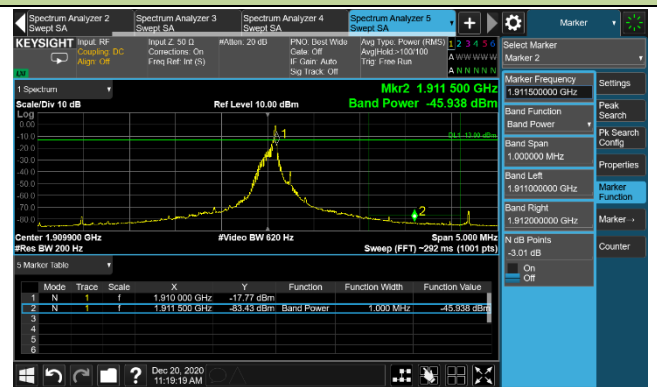 Spectrum Analyzer 2
Swept SA
Spectrum Analyzer 3
Swept SA
Spectrum Analyzer 4
Swept SA
Spectrum Analyzer 5
Swept SA
Marker
KEYSIGHT
Input: RF
Coupling: DC
Align: Off
Input Z: 50 Ω
Corrections: On
Freq Ref: Int (S)
#Atten: 20 dB
PNO: Best Wide
Gate: Off
IF Gain: Auto
Sig Track: Off
Avg Type: Power (RMS)
Avg|Hold:>100/100
Trig: Free Run
1 2 3 4 5 6
A W W W W W
A N N N N N
LXI
1 Spectrum
Mkr2 1.911 500 GHz
Scale/Div 10 dB
Ref Level 10.00 dBm
Band Power -45.938 dBm
Log
0.00
-10.0
-20.0
-30.0
-40.0
-50.0
-60.0
-70.0
-80.0
DL1 -13.00 dBm
1
2
Center 1.909900 GHz
#Video BW 620 Hz
Span 5.000 MHz
#Res BW 200 Hz
Sweep (FFT) ~292 ms (1001 pts)
5 Marker Table
Mode Trace Scale X Y Function Function Width Function Value
1 N 1 f 1.910 000 GHz -17.77 dBm
2 N 1 f 1.911 500 GHz -83.43 dBm Band Power 1.000 MHz -45.938 dBm
3
4
5
6
Select Marker
Marker 2
Marker Frequency
1.911500000 GHz
Band Function
Band Power
Band Span
1.000000 MHz
Band Left
1.911000000 GHz
Band Right
1.912000000 GHz
N dB Points
-3.01 dB
On
Off
Settings
Peak
Search
Pk Search
Config
Properties
Marker
Function
Marker→
Counter
?
Dec 20, 2020
11:19:19 AM